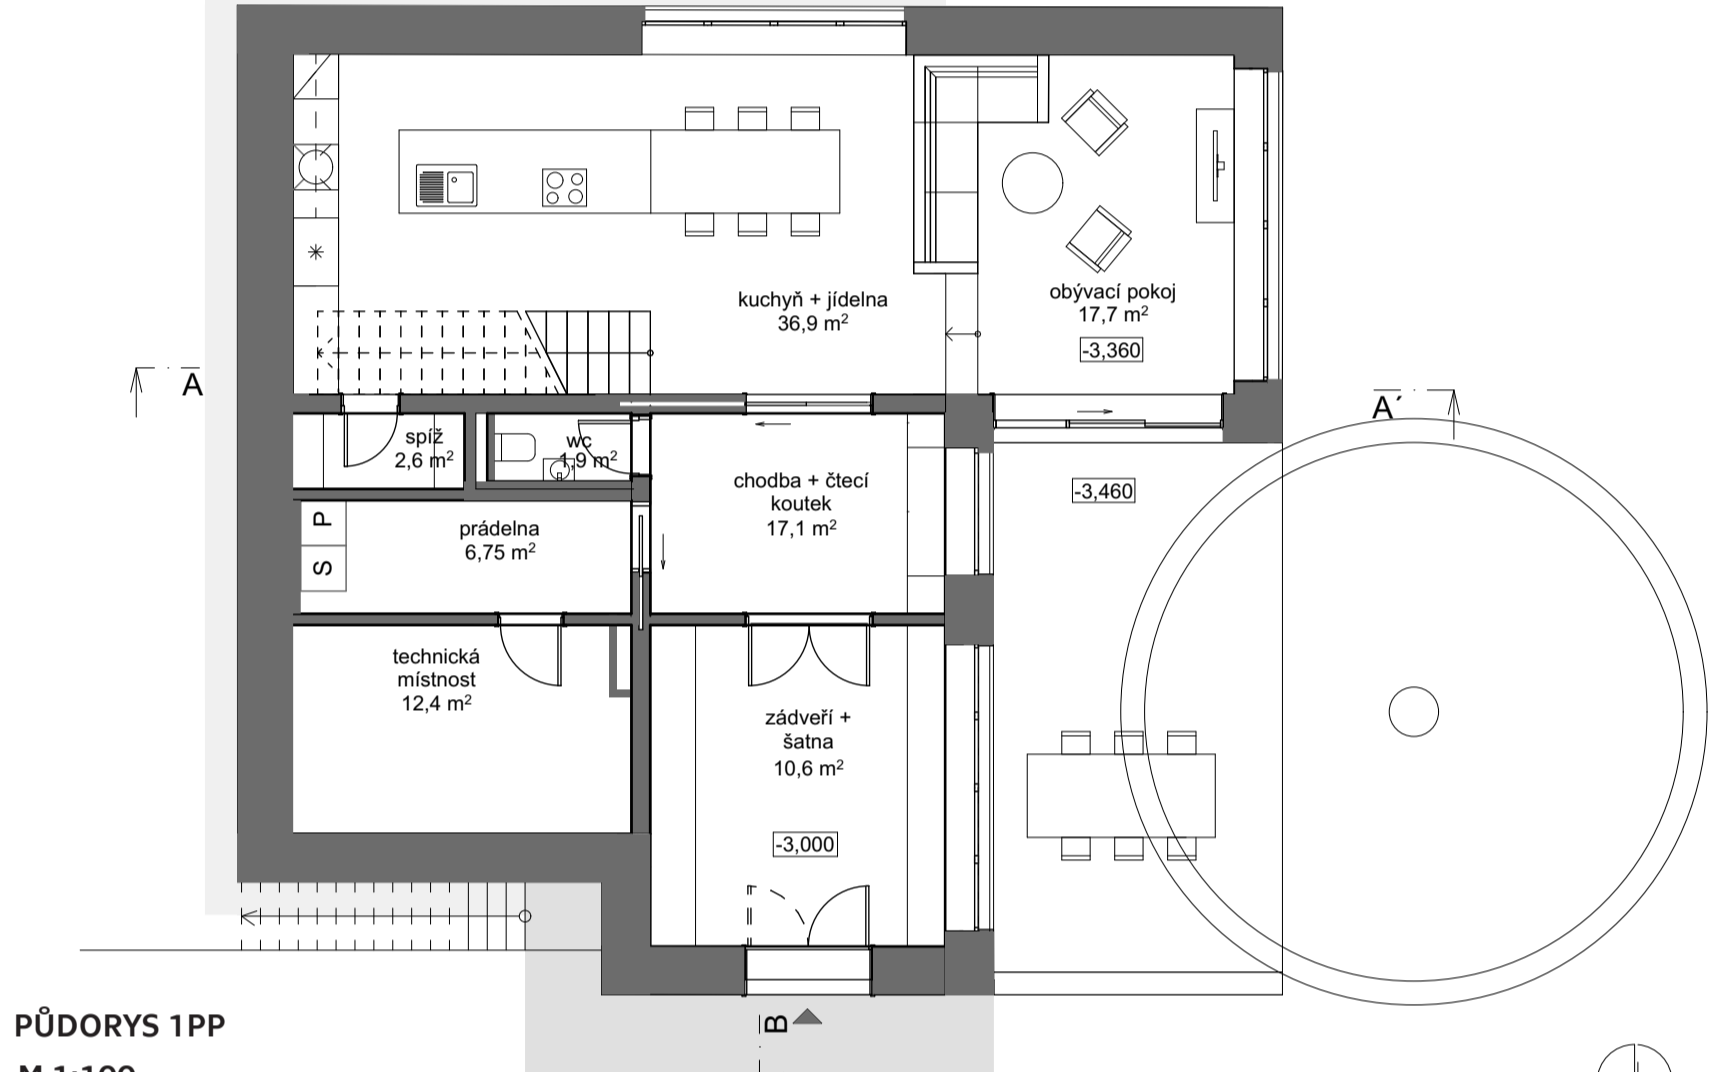 kuchyň + jídelna
36,9 m²
obývací pokoj
17,7 m²
-3,360
A
A´
spíž
2,6 m²
wc
1,9 m²
chodba + čtecí
koutek
17,1 m²
-3,460
prádelna
6,75 m²
P
S
technická
místnost
12,4 m²
zádveří +
šatna
10,6 m²
-3,000
B
PŮDORYS 1PP
M 1:100